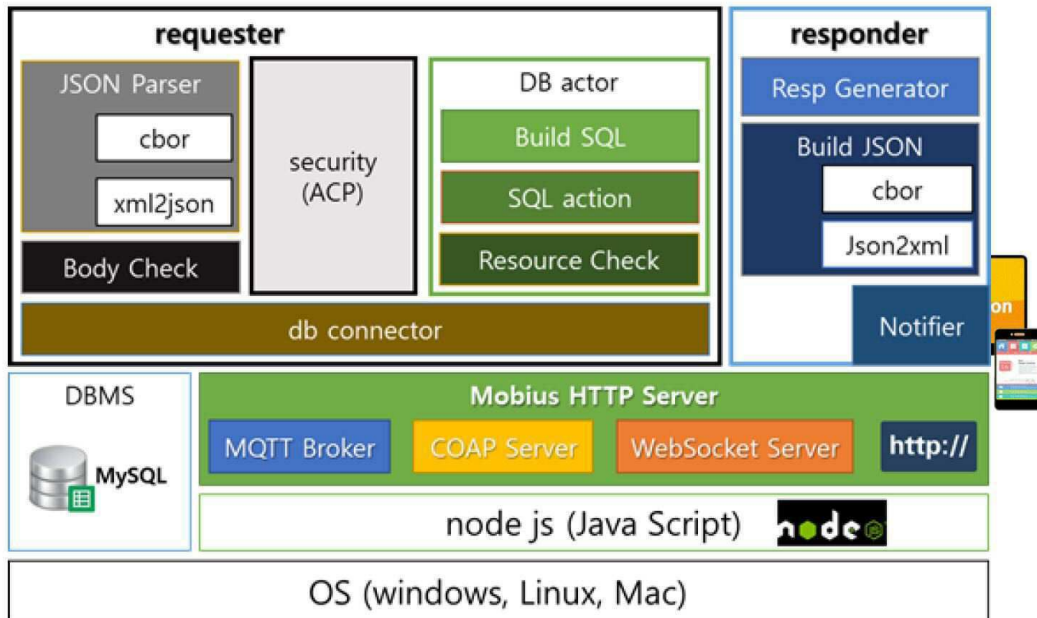 requester
JSON Parser
cbor
xml2json
Body Check
security
(ACP)
DB actor
Build SQL
SQL action
Resource Check
db connector
responder
Resp Generator
Build JSON
cbor
Json2xml
Notifier
on
DBMS
MySQL
Mobius HTTP Server
MQTT Broker
COAP Server
WebSocket Server
http://
node js (Java Script)
node
OS (windows, Linux, Mac)